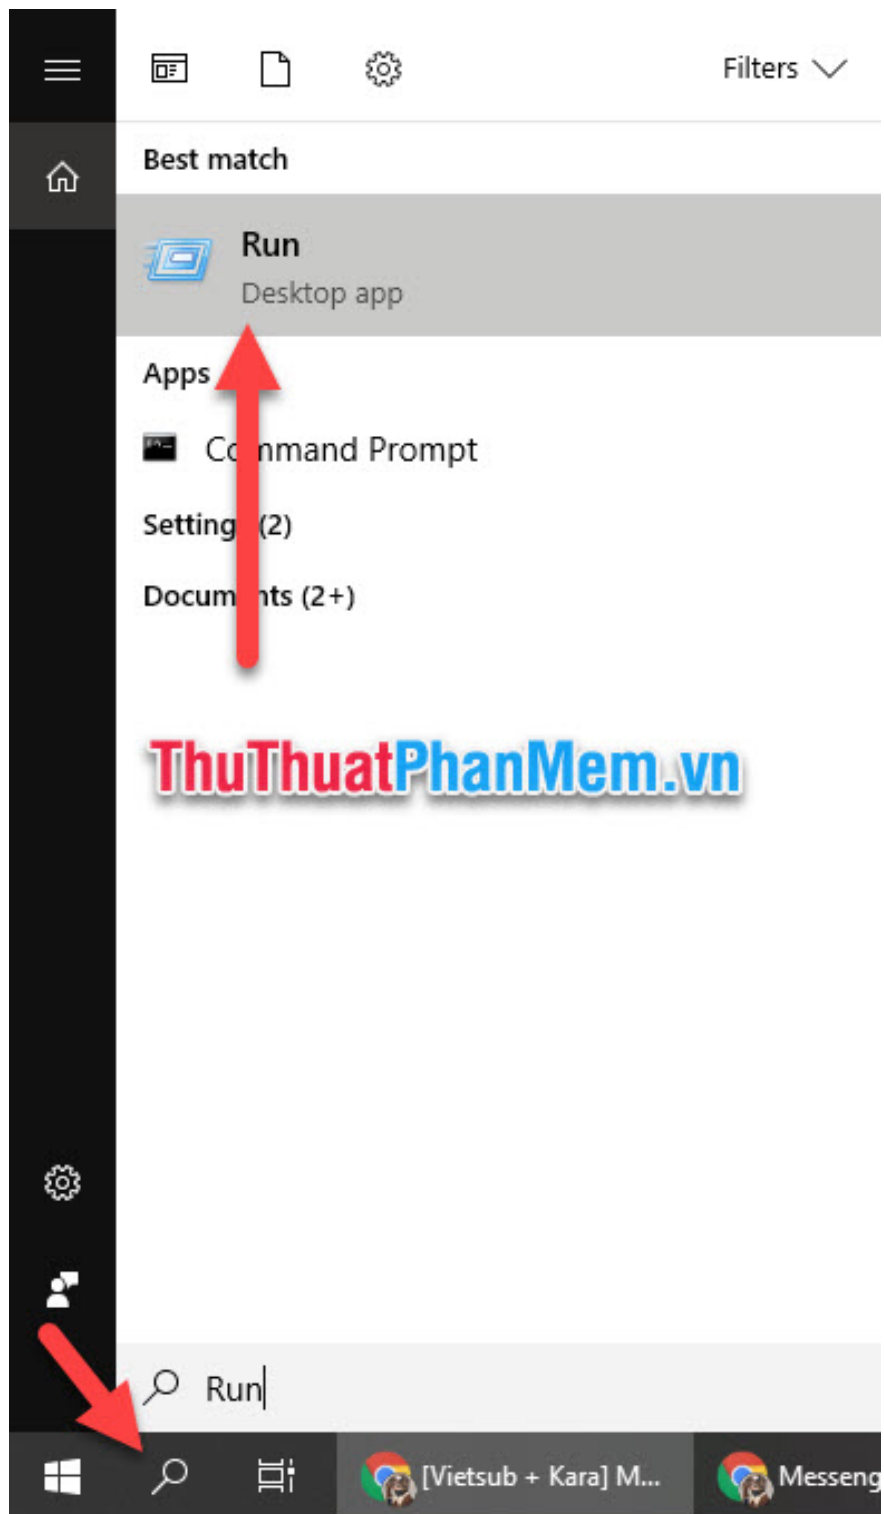 Filters
Best match
Run
Desktop app
Apps
Command Prompt
Settings (2)
Documents (2+)
ThuThuatPhanMem.vn
Run
[Vietsub + Kara] M...
Messeng